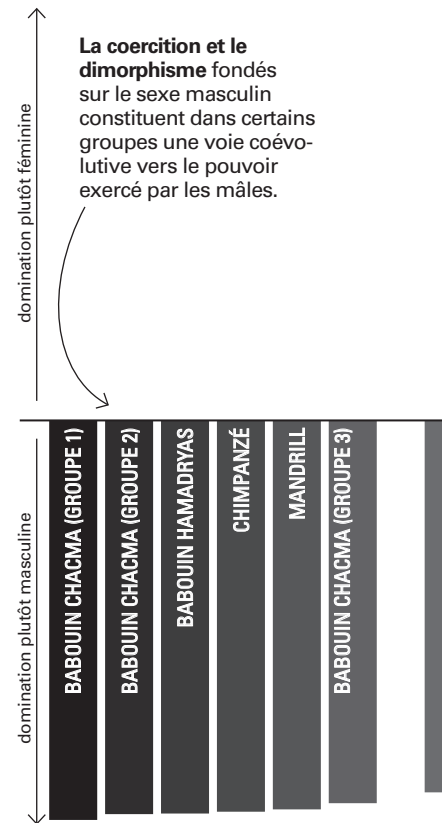 La coercition et le
dimorphisme fondés
sur le sexe masculin
constituent dans certains
groupes une voie coévo-
lutive vers le pouvoir
exercé par les mâles.
domination plutôt féminine
domination plutôt masculine
BABOUIN CHACMA (GROUPE 1)
BABOUIN CHACMA (GROUPE 2)
BABOUIN HAMADRYAS
CHIMPANZÉ
MANDRILL
BABOUIN CHACMA (GROUPE 3)